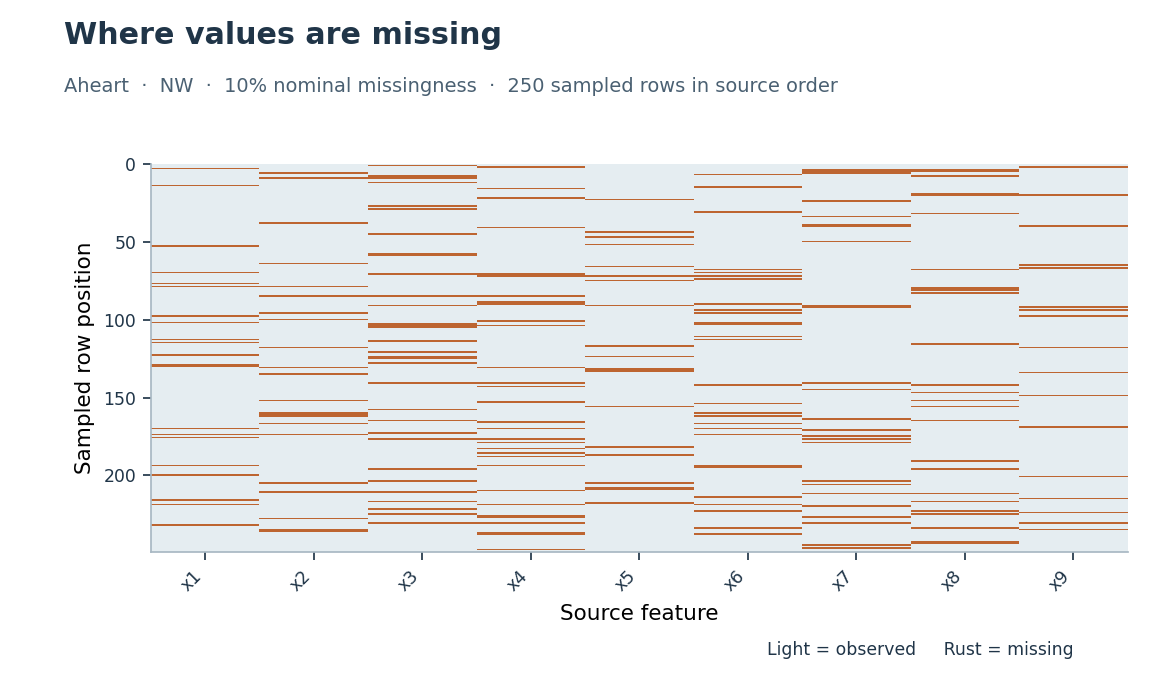 Where values are missing
Aheart · NW · 10% nominal missingness · 250 sampled rows in source order
0
50
100
150
200
Sampled row position
x1 x2 x3 x4 x5 x6 x7 x8 x9
Source feature
Light = observed Rust = missing